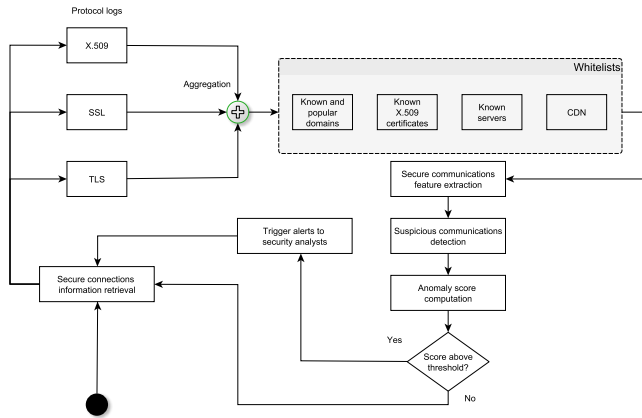 Protocol logs
X.509
SSL
TLS
Aggregation
Whitelists
Known and
popular
domains
Known
X.509
certificates
Known
servers
CDN
Secure communications
feature extraction
Suspicious communications
detection
Anomaly score
computation
Score above
threshold?
Yes
No
Trigger alerts to
security analysts
Secure connections
information retrieval